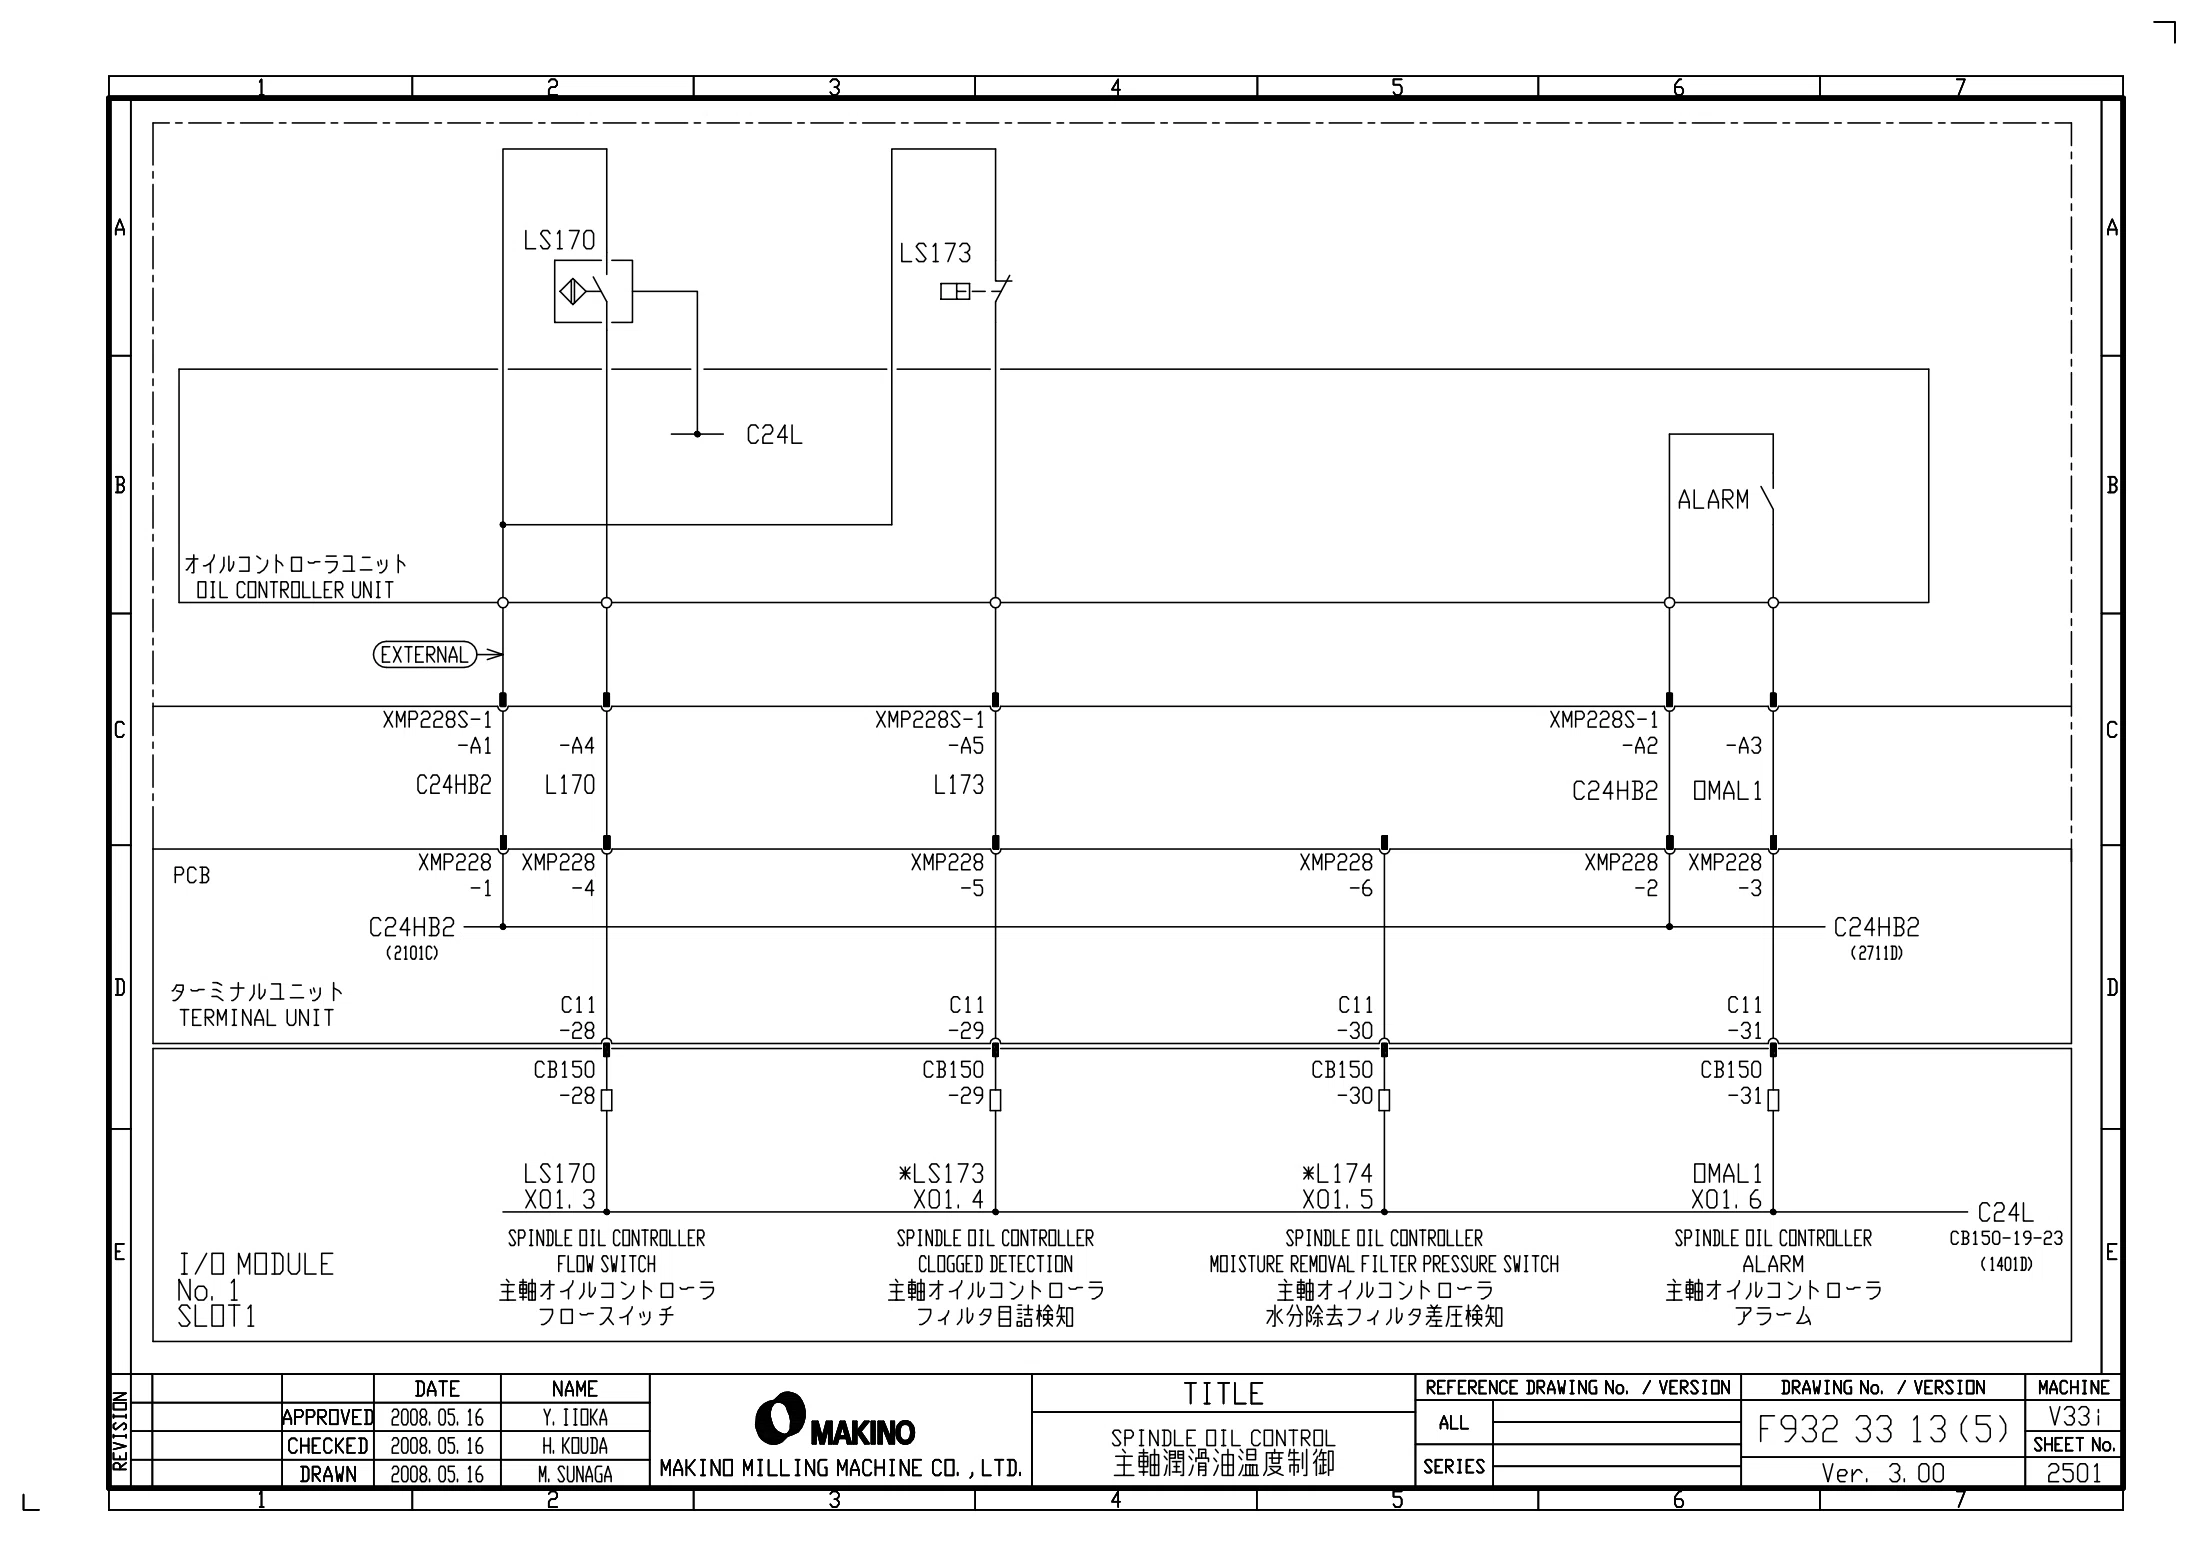 1 2 3 4 5 6 7
A A
LS170
LS173
C24L
B B
ALARM
オイルコントローラユニット
OIL CONTROLLER UNIT
EXTERNAL
XMP228S-1 XMP228S-1 XMP228S-1
C C
-A1 -A4 -A5 -A2 -A3
C24HB2 L170 L173 C24HB2 OMAL1
XMP228 XMP228 XMP228 XMP228 XMP228 XMP228
PCB
-1 -4 -5 -6 -2 -3
C24HB2 C24HB2
(2101C) (2711D)
D D
ターミナルユニット
TERMINAL UNIT
C11 C11 C11 C11
-28 -29 -30 -31
CB150 CB150 CB150 CB150
-28 -29 -30 -31
LS170 *LS173 *L174 OMAL1
X01.3 X01.4 X01.5 X01.6
C24L
CB150-19-23
(1401D)
E E
I/O MODULE
No. 1
SLOT1
SPINDLE OIL CONTROLLER
FLOW SWITCH
主軸オイルコントローラ
フロースイッチ
SPINDLE OIL CONTROLLER
CLOGGED DETECTION
主軸オイルコントローラ
フィルタ目詰検知
SPINDLE OIL CONTROLLER
MOISTURE REMOVAL FILTER PRESSURE SWITCH
主軸オイルコントローラ
水分除去フィルタ差圧検知
SPINDLE OIL CONTROLLER
ALARM
主軸オイルコントローラ
アラーム
REVISION
DATE NAME
APPROVED 2008.05.16 Y. IIOKA
CHECKED 2008.05.16 H. KOUDA
DRAWN 2008.05.16 M. SUNAGA
MAKINO
MAKINO MILLING MACHINE CO., LTD.
TITLE
SPINDLE OIL CONTROL
主軸潤滑油温度制御
REFERENCE DRAWING No. / VERSION
ALL
SERIES
DRAWING No. / VERSION
F932 33 13(5)
Ver. 3.00
MACHINE
V33i
SHEET No.
2501
1 2 3 4 5 6 7